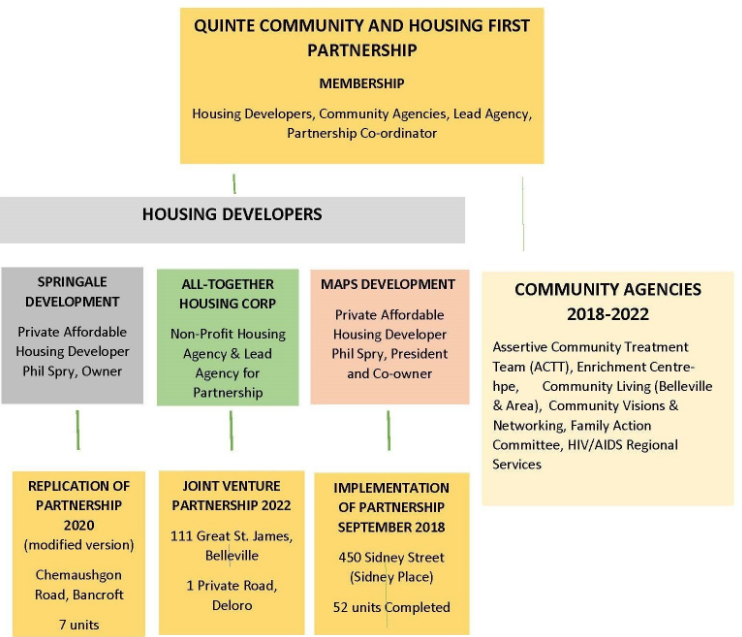 QUINTE COMMUNITY AND HOUSING FIRST
PARTNERSHIP
MEMBERSHIP
Housing Developers, Community Agencies, Lead Agency,
Partnership Co-ordinator
HOUSING DEVELOPERS
SPRINGALE
DEVELOPMENT
Private Affordable
Housing Developer
Phil Spry, Owner
ALL-TOGETHER
HOUSING CORP
Non-Profit Housing
Agency & Lead
Agency for
Partnership
MAPS DEVELOPMENT
Private Affordable
Housing Developer
Phil Spry, President
and Co-owner
COMMUNITY AGENCIES
2018-2022
Assertive Community Treatment
Team (ACTT), Enrichment Centre-
hpe, Community Living (Belleville
& Area), Community Visions &
Networking, Family Action
Committee, HIV/AIDS Regional
Services
REPLICATION OF
PARTNERSHIP
2020
(modified version)
Chemaushgon
Road, Bancroft
7 units
JOINT VENTURE
PARTNERSHIP 2022
111 Great St. James,
Belleville
1 Private Road,
Deloro
IMPLEMENTATION
OF PARTNERSHIP
SEPTEMBER 2018
450 Sidney Street
(Sidney Place)
52 units Completed